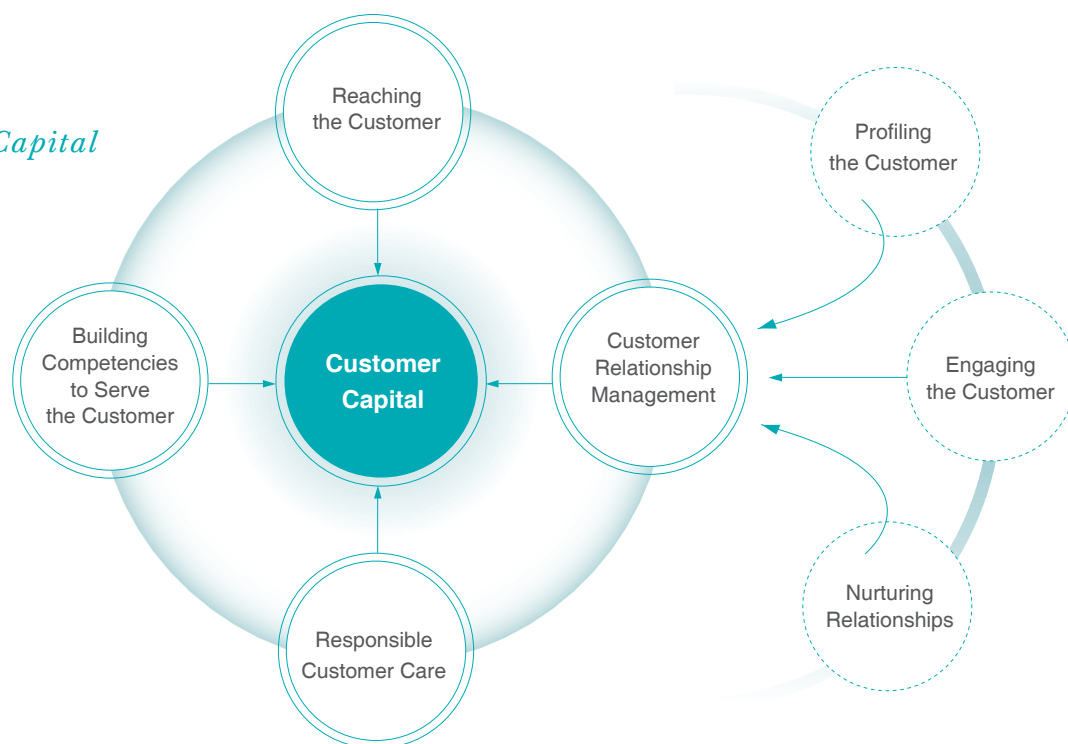 Capital
Reaching
the Customer
Profiling
the Customer
Building
Competencies
to Serve
the Customer
Customer
Capital
Customer
Relationship
Management
Engaging
the Customer
Responsible
Customer Care
Nurturing
Relationships